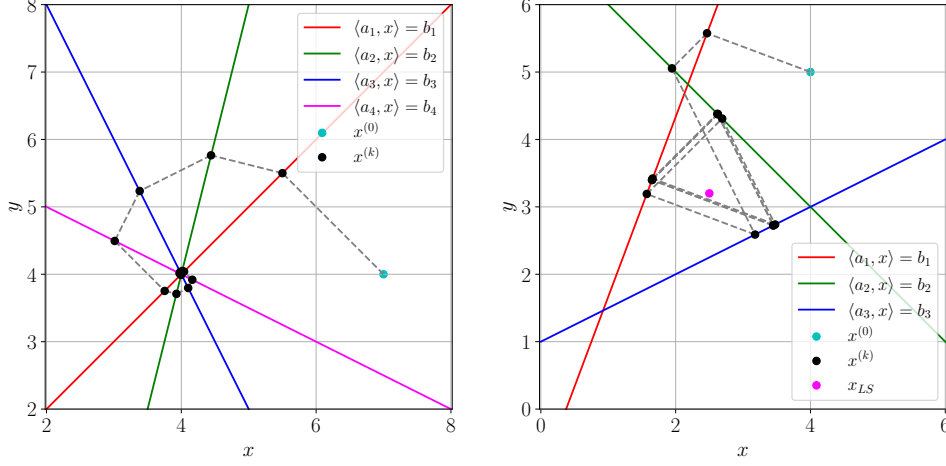 8
7
6
5
4
3
2
y
2
4
6
8
x
⟨a₁, x⟩ = b₁
⟨a₂, x⟩ = b₂
⟨a₃, x⟩ = b₃
⟨a₄, x⟩ = b₄
x⁽⁰⁾
x⁽ᵏ⁾
6
5
4
3
2
1
0
y
0
2
4
6
x
⟨a₁, x⟩ = b₁
⟨a₂, x⟩ = b₂
⟨a₃, x⟩ = b₃
x⁽⁰⁾
x⁽ᵏ⁾
x_{LS}